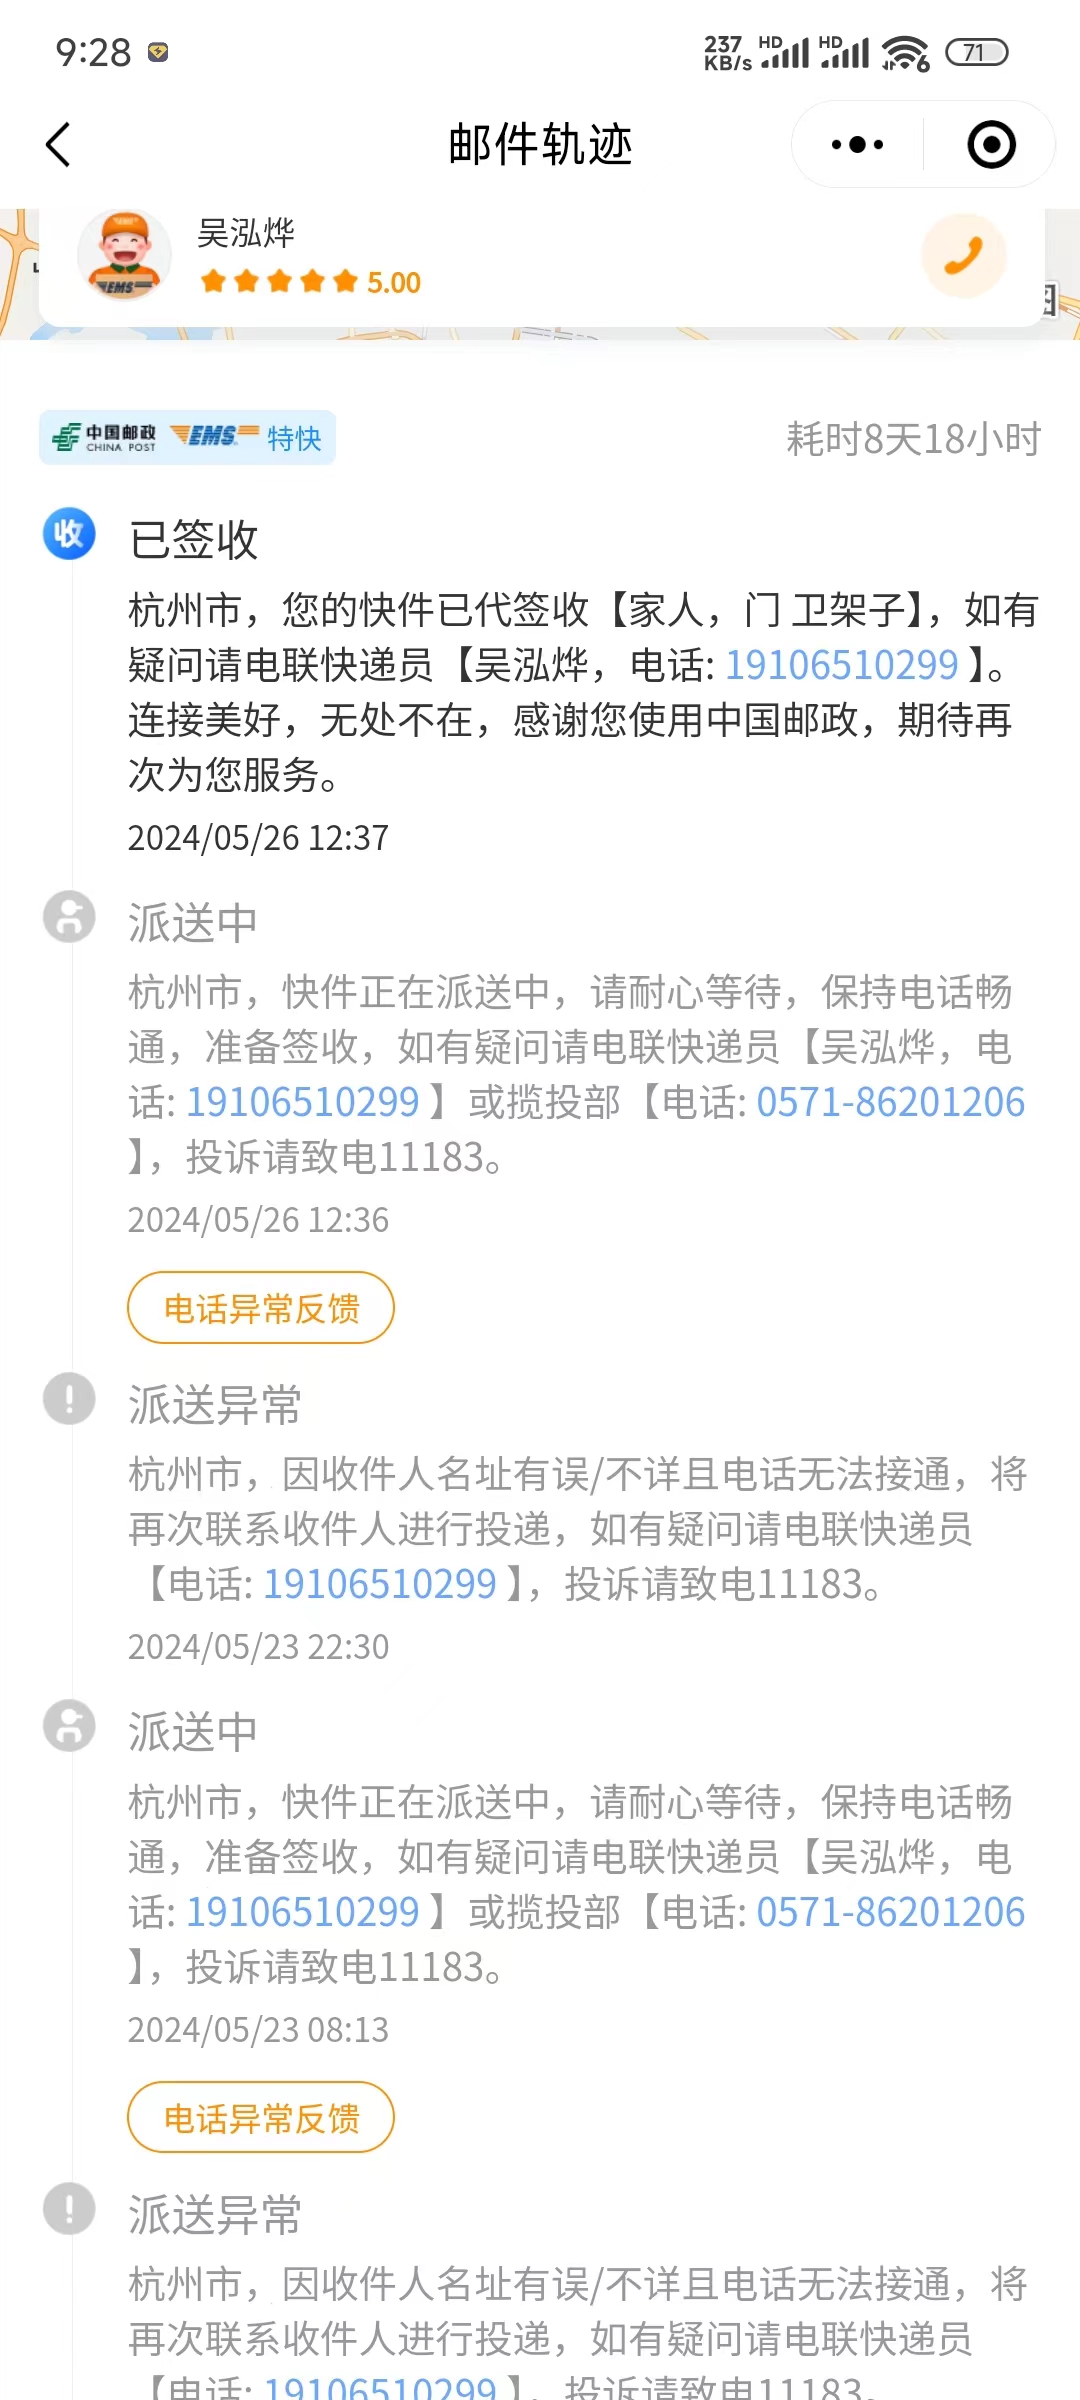 9:28
237
KB/s
HD
HD
6
71
邮件轨迹
吴泓烨
5.00
EMS
中国邮政
CHINA POST
EMS
特快
耗时8天18小时
收
已签收
杭州市，您的快件已代签收【家人，门 卫架子】，如有
疑问请电联快递员【吴泓烨，电话: 19106510299 】。
连接美好，无处不在，感谢您使用中国邮政，期待再
次为您服务。
2024/05/26 12:37
派送中
杭州市，快件正在派送中，请耐心等待，保持电话畅
通，准备签收，如有疑问请电联快递员【吴泓烨，电
话: 19106510299 】或揽投部【电话: 0571-86201206
】，投诉请致电11183。
2024/05/26 12:36
电话异常反馈
派送异常
杭州市，因收件人名址有误/不详且电话无法接通，将
再次联系收件人进行投递，如有疑问请电联快递员
【电话: 19106510299 】，投诉请致电11183。
2024/05/23 22:30
派送中
杭州市，快件正在派送中，请耐心等待，保持电话畅
通，准备签收，如有疑问请电联快递员【吴泓烨，电
话: 19106510299 】或揽投部【电话: 0571-86201206
】，投诉请致电11183。
2024/05/23 08:13
电话异常反馈
派送异常
杭州市，因收件人名址有误/不详且电话无法接通，将
再次联系收件人进行投递，如有疑问请电联快递员
【电话: 19106510299 】，投诉请致电11183。